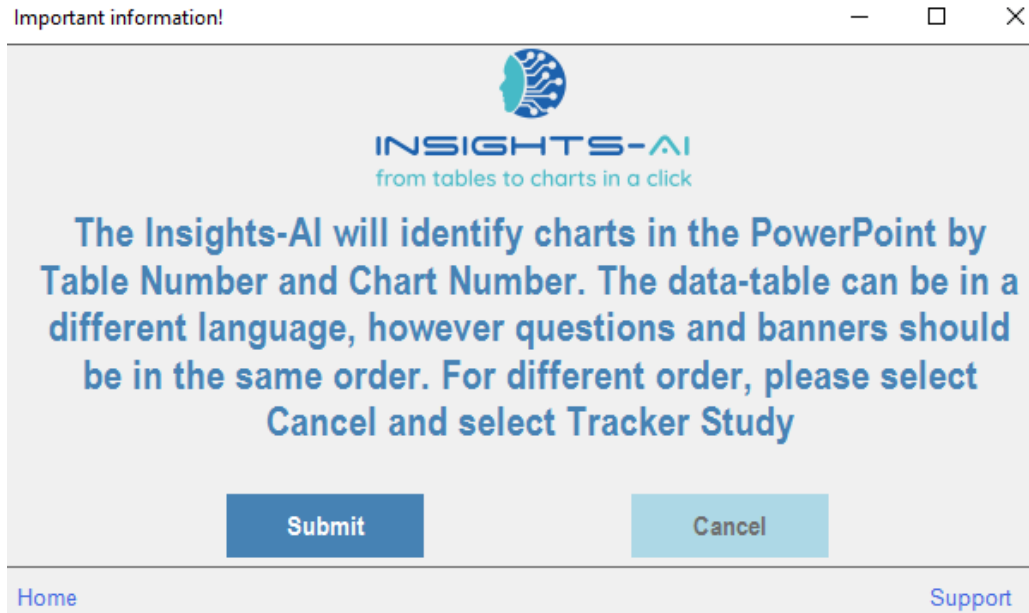 Important information!
INSIGHTS-AI
from tables to charts in a click
The Insights-AI will identify charts in the PowerPoint by
Table Number and Chart Number. The data-table can be in a
different language, however questions and banners should
be in the same order. For different order, please select
Cancel and select Tracker Study
Submit Cancel
Home Support